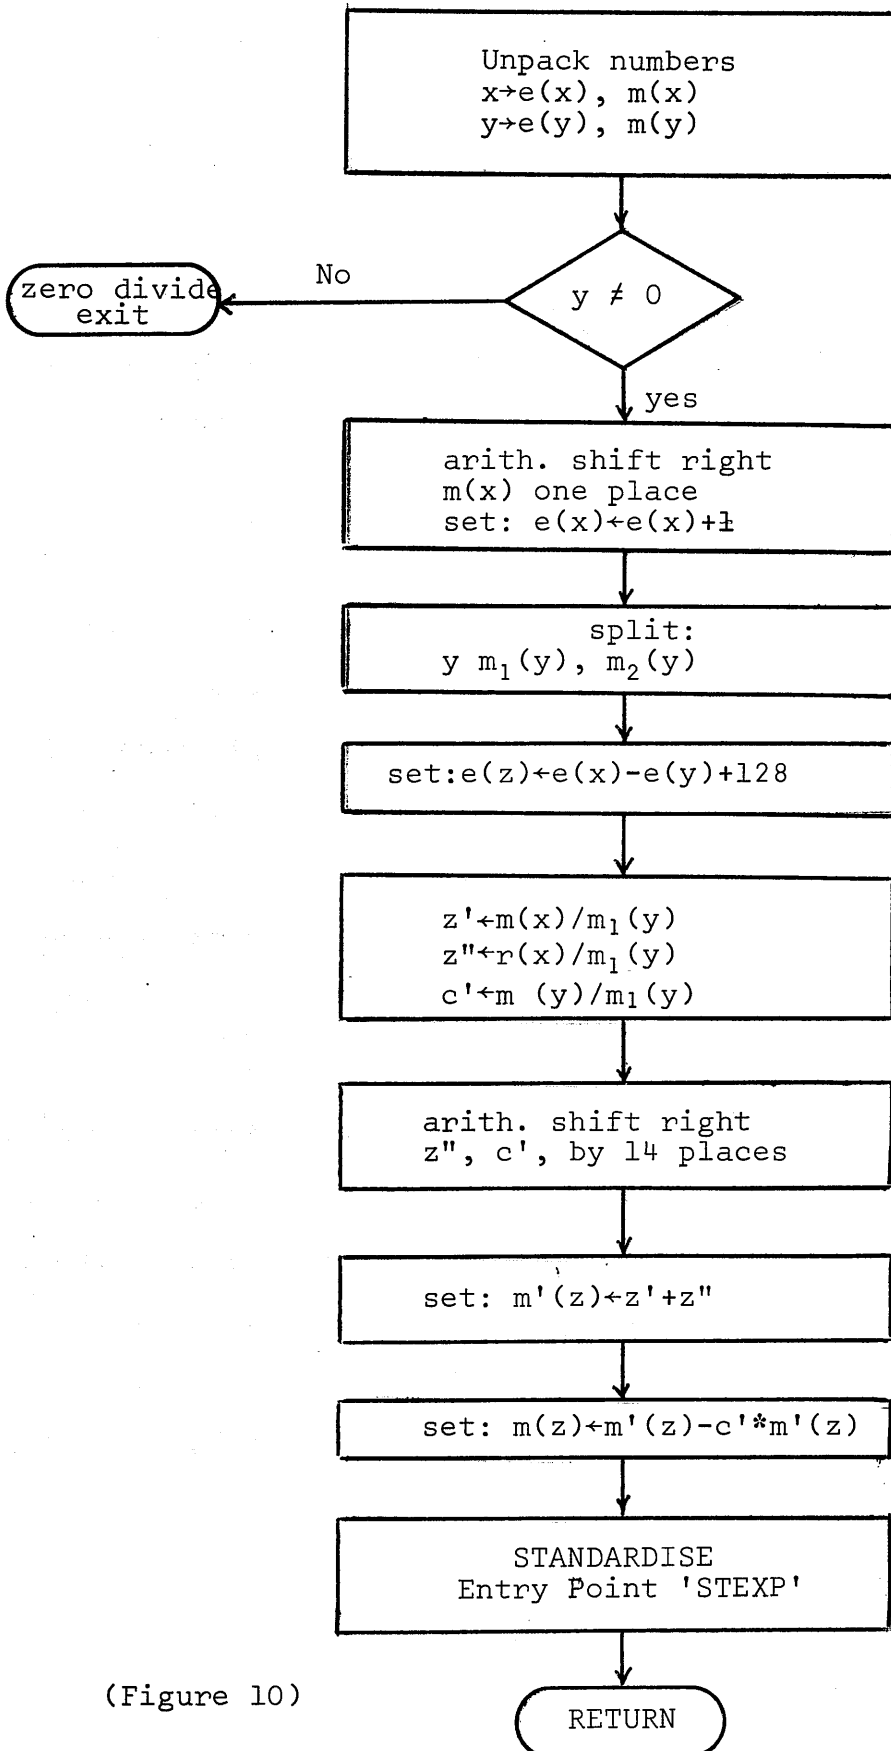 Unpack numbers
x→e(x), m(x)
y→e(y), m(y)
y ≠ 0
No
zero divide
exit
yes
arith. shift right
m(x) one place
set: e(x)←e(x)+1
split:
y m₁(y), m₂(y)
set:e(z)←e(x)-e(y)+128
z'←m(x)/m₁(y)
z"←r(x)/m₁(y)
c'←m (y)/m₁(y)
arith. shift right
z", c', by 14 places
set: m'(z)←z'+z"
set: m(z)←m'(z)-c'*m'(z)
STANDARDISE
Entry Point 'STEXP'
RETURN
(Figure 10)